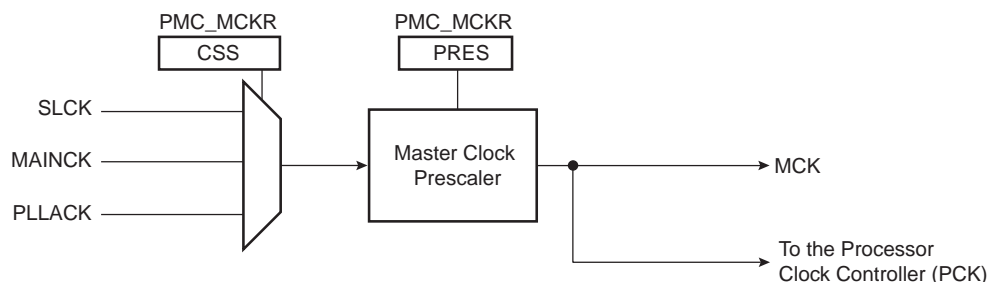 PMC_MCKR
PMC_MCKR
CSS
PRES
SLCK
MAINCK
PLLACK
Master Clock
Prescaler
MCK
To the Processor
Clock Controller (PCK)